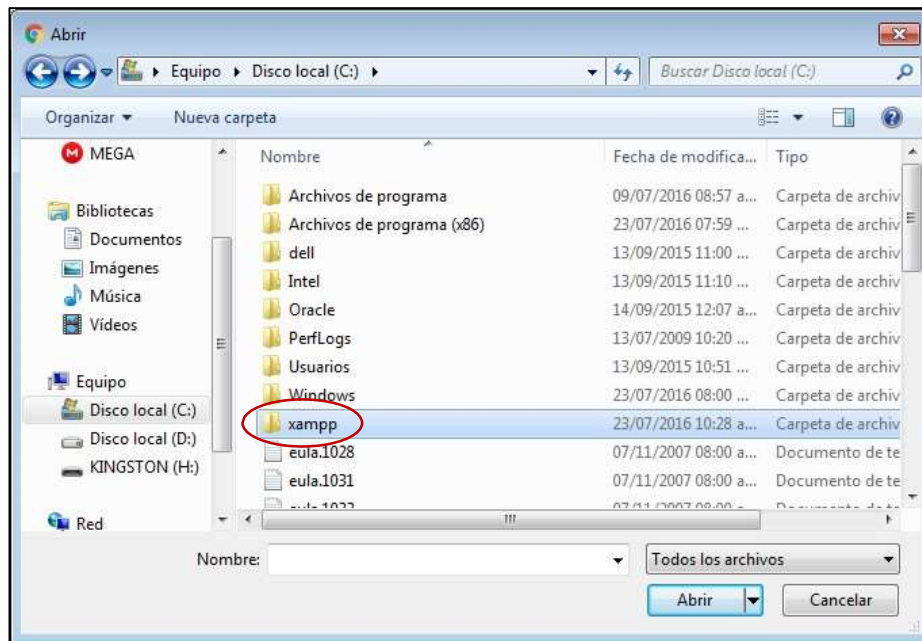 Abrir
Equipo Disco local (C:)
Buscar Disco local (C:)
Organizar Nueva carpeta
MEGA
Bibliotecas
Documentos
Imágenes
Música
Vídeos
Equipo
Disco local (C:)
Disco local (D:)
KINGSTON (H:)
Red
Nombre Fecha de modifica... Tipo
Archivos de programa 09/07/2016 08:57 a... Carpeta de archiv
Archivos de programa (x86) 23/07/2016 07:59 ... Carpeta de archiv
dell 13/09/2015 11:00 ... Carpeta de archiv
Intel 13/09/2015 11:10 ... Carpeta de archiv
Oracle 14/09/2015 12:07 a... Carpeta de archiv
PerfLogs 13/07/2009 10:20 ... Carpeta de archiv
Usuarios 13/09/2015 10:51 ... Carpeta de archiv
Windows 23/07/2016 08:00 ... Carpeta de archiv
xampp 23/07/2016 10:28 a... Carpeta de archiv
eula.1028 07/11/2007 08:00 a... Documento de te
eula.1031 07/11/2007 08:00 a... Documento de te
Nombre:
Todos los archivos
Abrir Cancelar